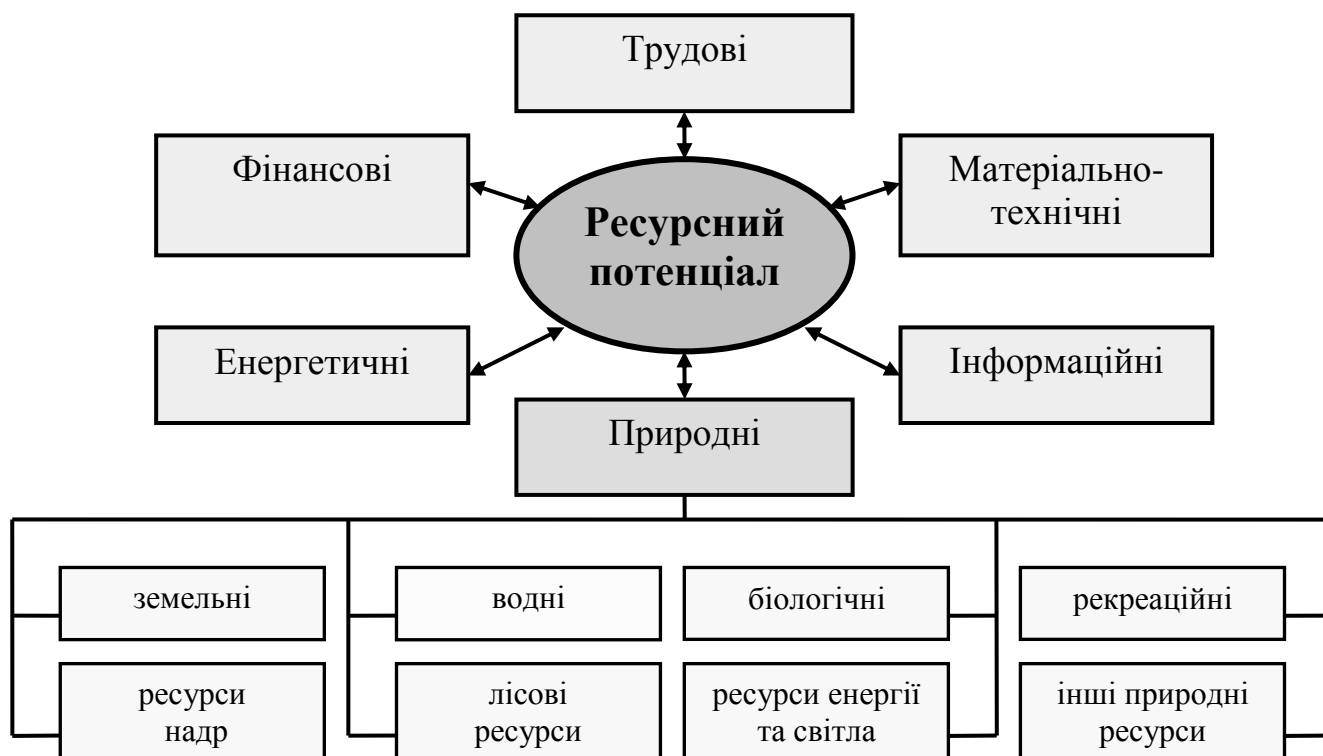 Трудові
Фінансові
Матеріально-
технічні
Ресурсний
потенціал
Енергетичні
Інформаційні
Природні
земельні
водні
біологічні
рекреаційні
ресурси
надр
лісові
ресурси
ресурси енергії
та світла
інші природні
ресурси